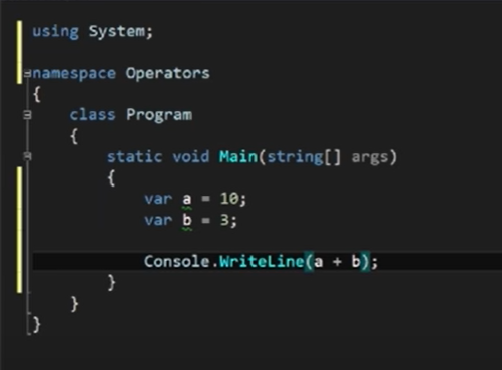 using System;
namespace Operators
{
class Program
{
static void Main(string[] args)
{
var a = 10;
var b = 3;
Console.WriteLine(a + b);
}
}
}